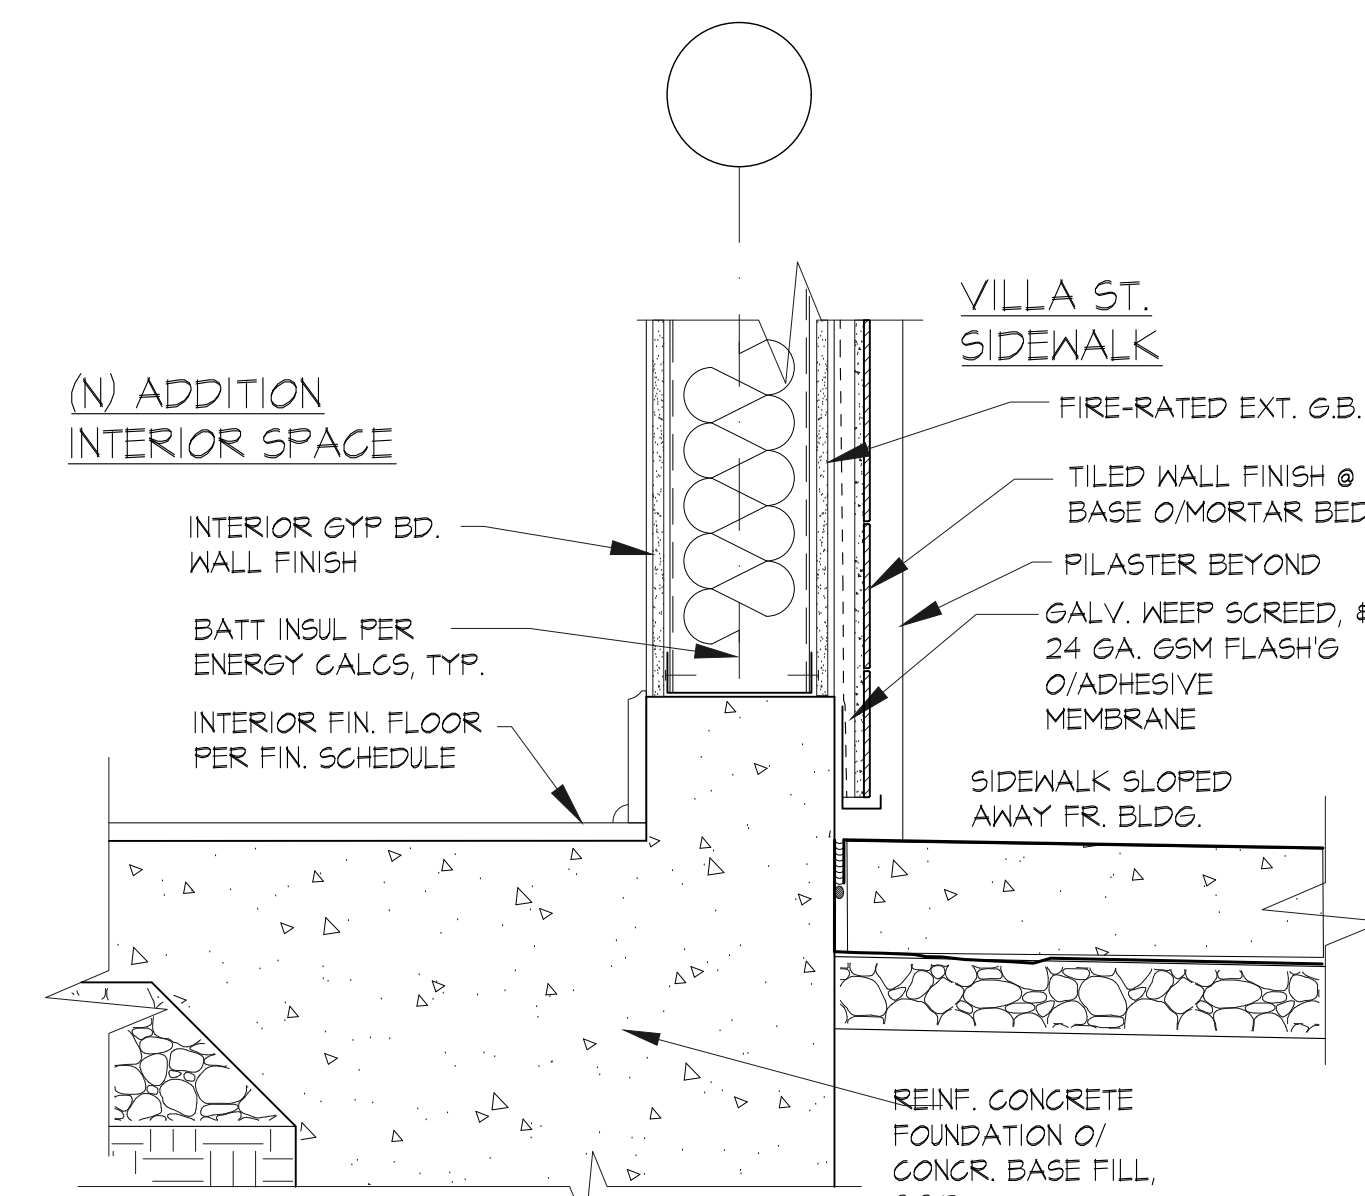 VILLA ST.
SIDEWALK
(N) ADDITION
INTERIOR SPACE
FIRE-RATED EXT. G.B.
TILED WALL FINISH @
BASE O/MORTAR BED
INTERIOR GYP BD.
WALL FINISH
PILASTER BEYOND
GALV. WEEP SCREED, &
24 GA. GSM FLASH'G
O/ADHESIVE
MEMBRANE
BATT INSUL PER
ENERGY CALCS, TYP.
INTERIOR FIN. FLOOR
PER FIN. SCHEDULE
SIDEWALK SLOPED
AWAY FR. BLDG.
REINF. CONCRETE
FOUNDATION O/
CONCR. BASE FILL,